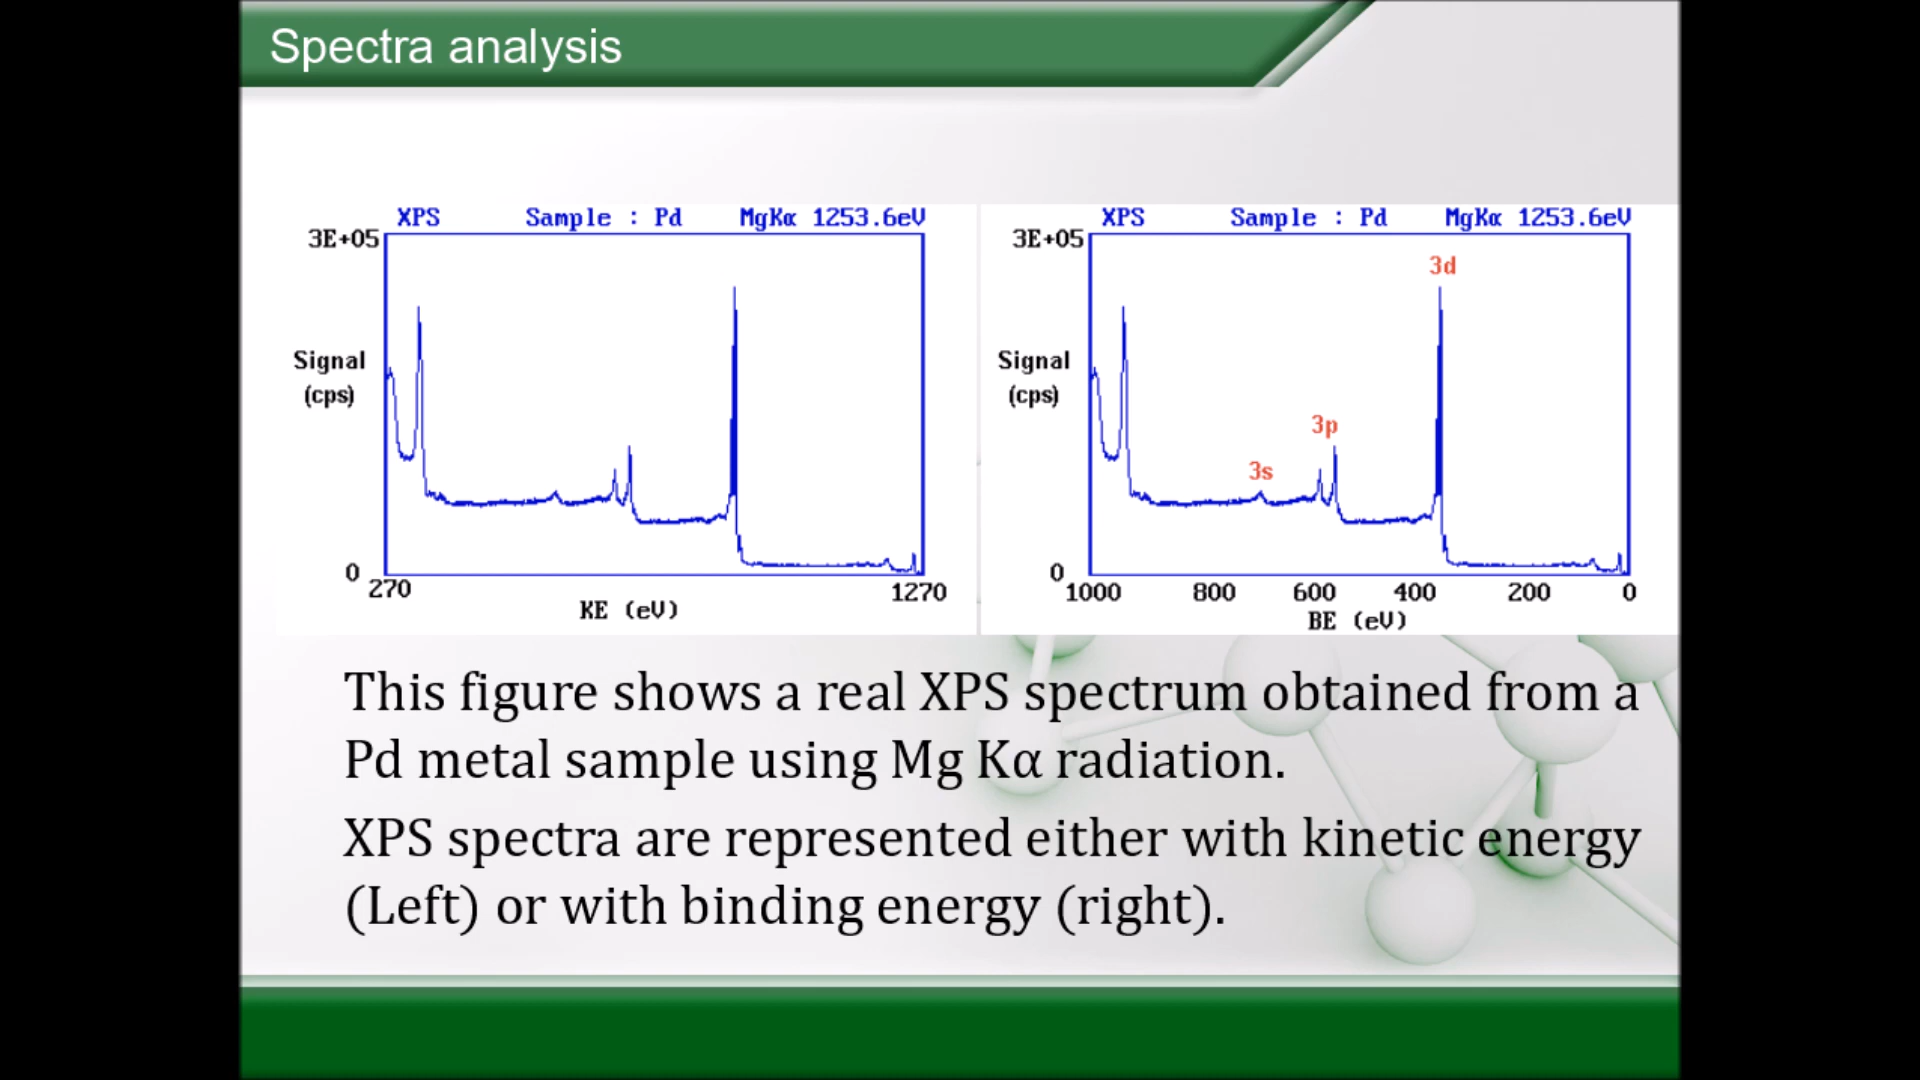 Spectra analysis
XPS Sample : Pd MgKα 1253.6eV
3E+05
Signal
(cps)
0
270 1270
KE (eV)
XPS Sample : Pd MgKα 1253.6eV
3E+05
3d
Signal
(cps)
3p
3s
0
1000 800 600 400 200 0
BE (eV)
This figure shows a real XPS spectrum obtained from a
Pd metal sample using Mg Kα radiation.
XPS spectra are represented either with kinetic energy
(Left) or with binding energy (right).